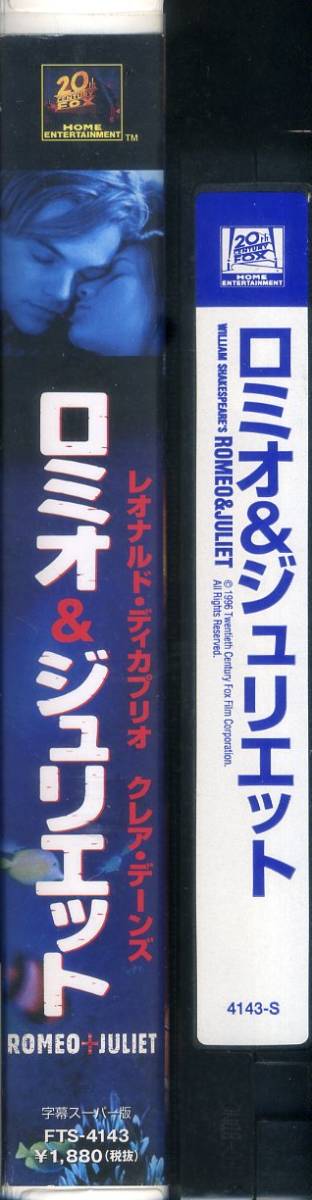 20th
CENTURY
FOX
HOME
ENTERTAINMENT TM
レオナルド・ディカプリオ クレア・デーンズ
ロミオ&ジュリエット
ROMEO+JULIET
字幕スーパー版
FTS-4143
¥1,880(税抜)
20th
CENTURY
FOX
HOME
ENTERTAINMENT
ロミオ&ジュリエット
WILLIAM SHAKESPEARE'S ROMEO&JULIET © 1996 Twentieth Century Fox Film Corporation.
All Rights Reserved.
4143-S